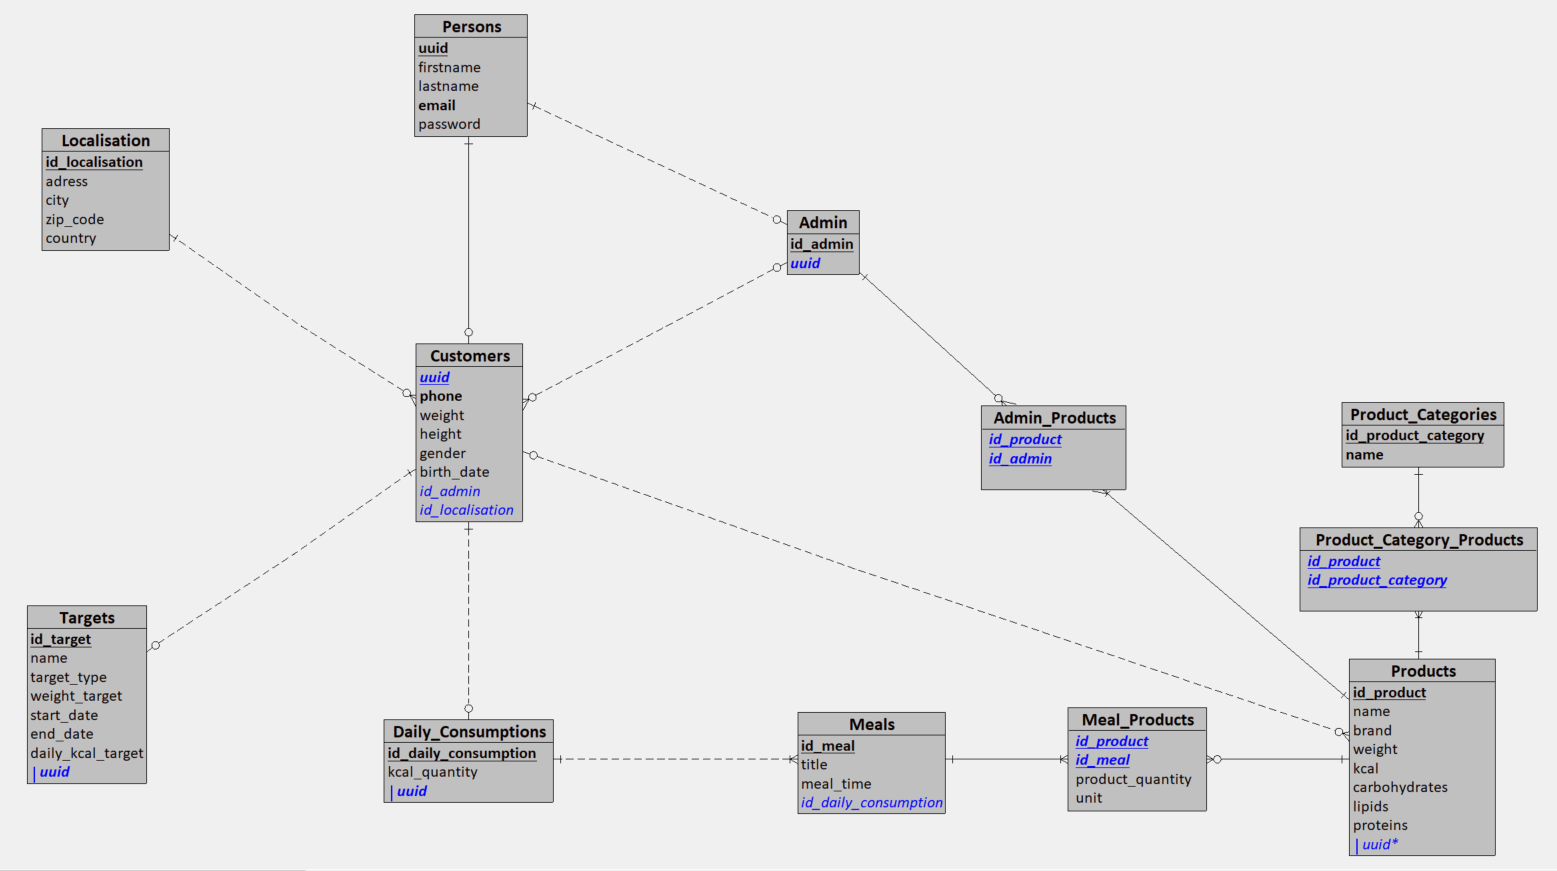 Persons
uuid
firstname
lastname
email
password
Localisation
id_localisation
adress
city
zip_code
country
Admin
id_admin
uuid
Customers
uuid
phone
weight
height
gender
birth_date
id_admin
id_localisation
Admin_Products
id_product
id_admin
Product_Categories
id_product_category
name
Product_Category_Products
id_product
id_product_category
Targets
id_target
name
target_type
weight_target
start_date
end_date
daily_kcal_target
| uuid
Daily_Consumptions
id_daily_consumption
kcal_quantity
| uuid
Meals
id_meal
title
meal_time
id_daily_consumption
Meal_Products
id_product
id_meal
product_quantity
unit
Products
id_product
name
brand
weight
kcal
carbohydrates
lipids
proteins
| uuid*